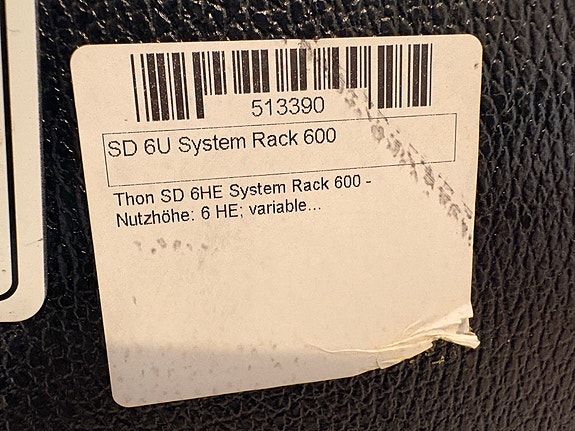 513390
SD 6U System Rack 600
Thon SD 6HE System Rack 600 -
Nutzhöhe: 6 HE; variable...